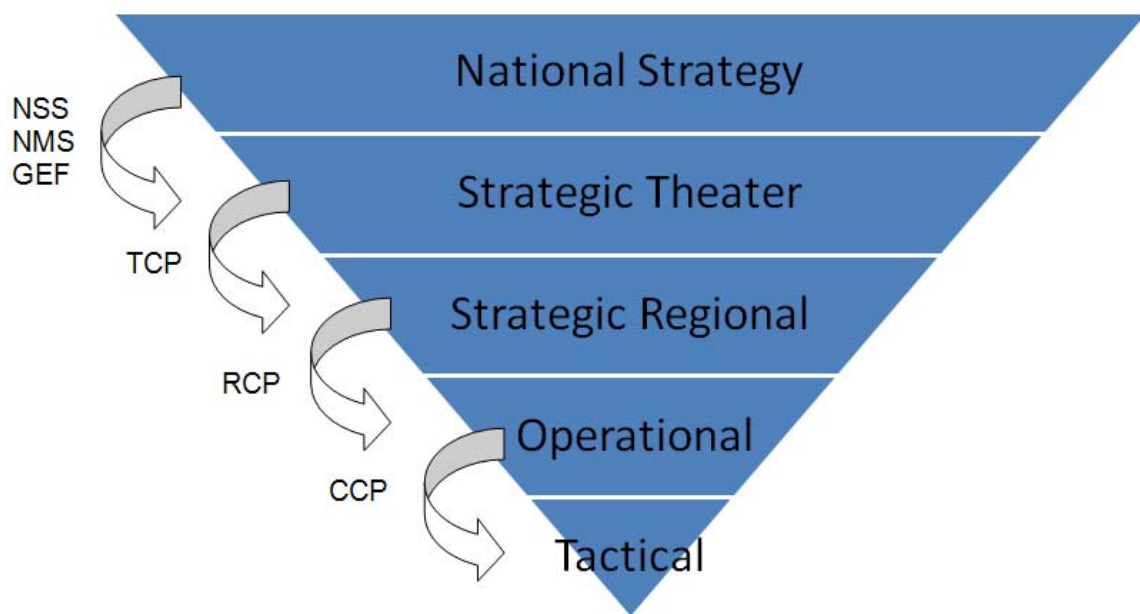 National Strategy
NSS
NMS
GEF
Strategic Theater
TCP
Strategic Regional
RCP
Operational
CCP
Tactical